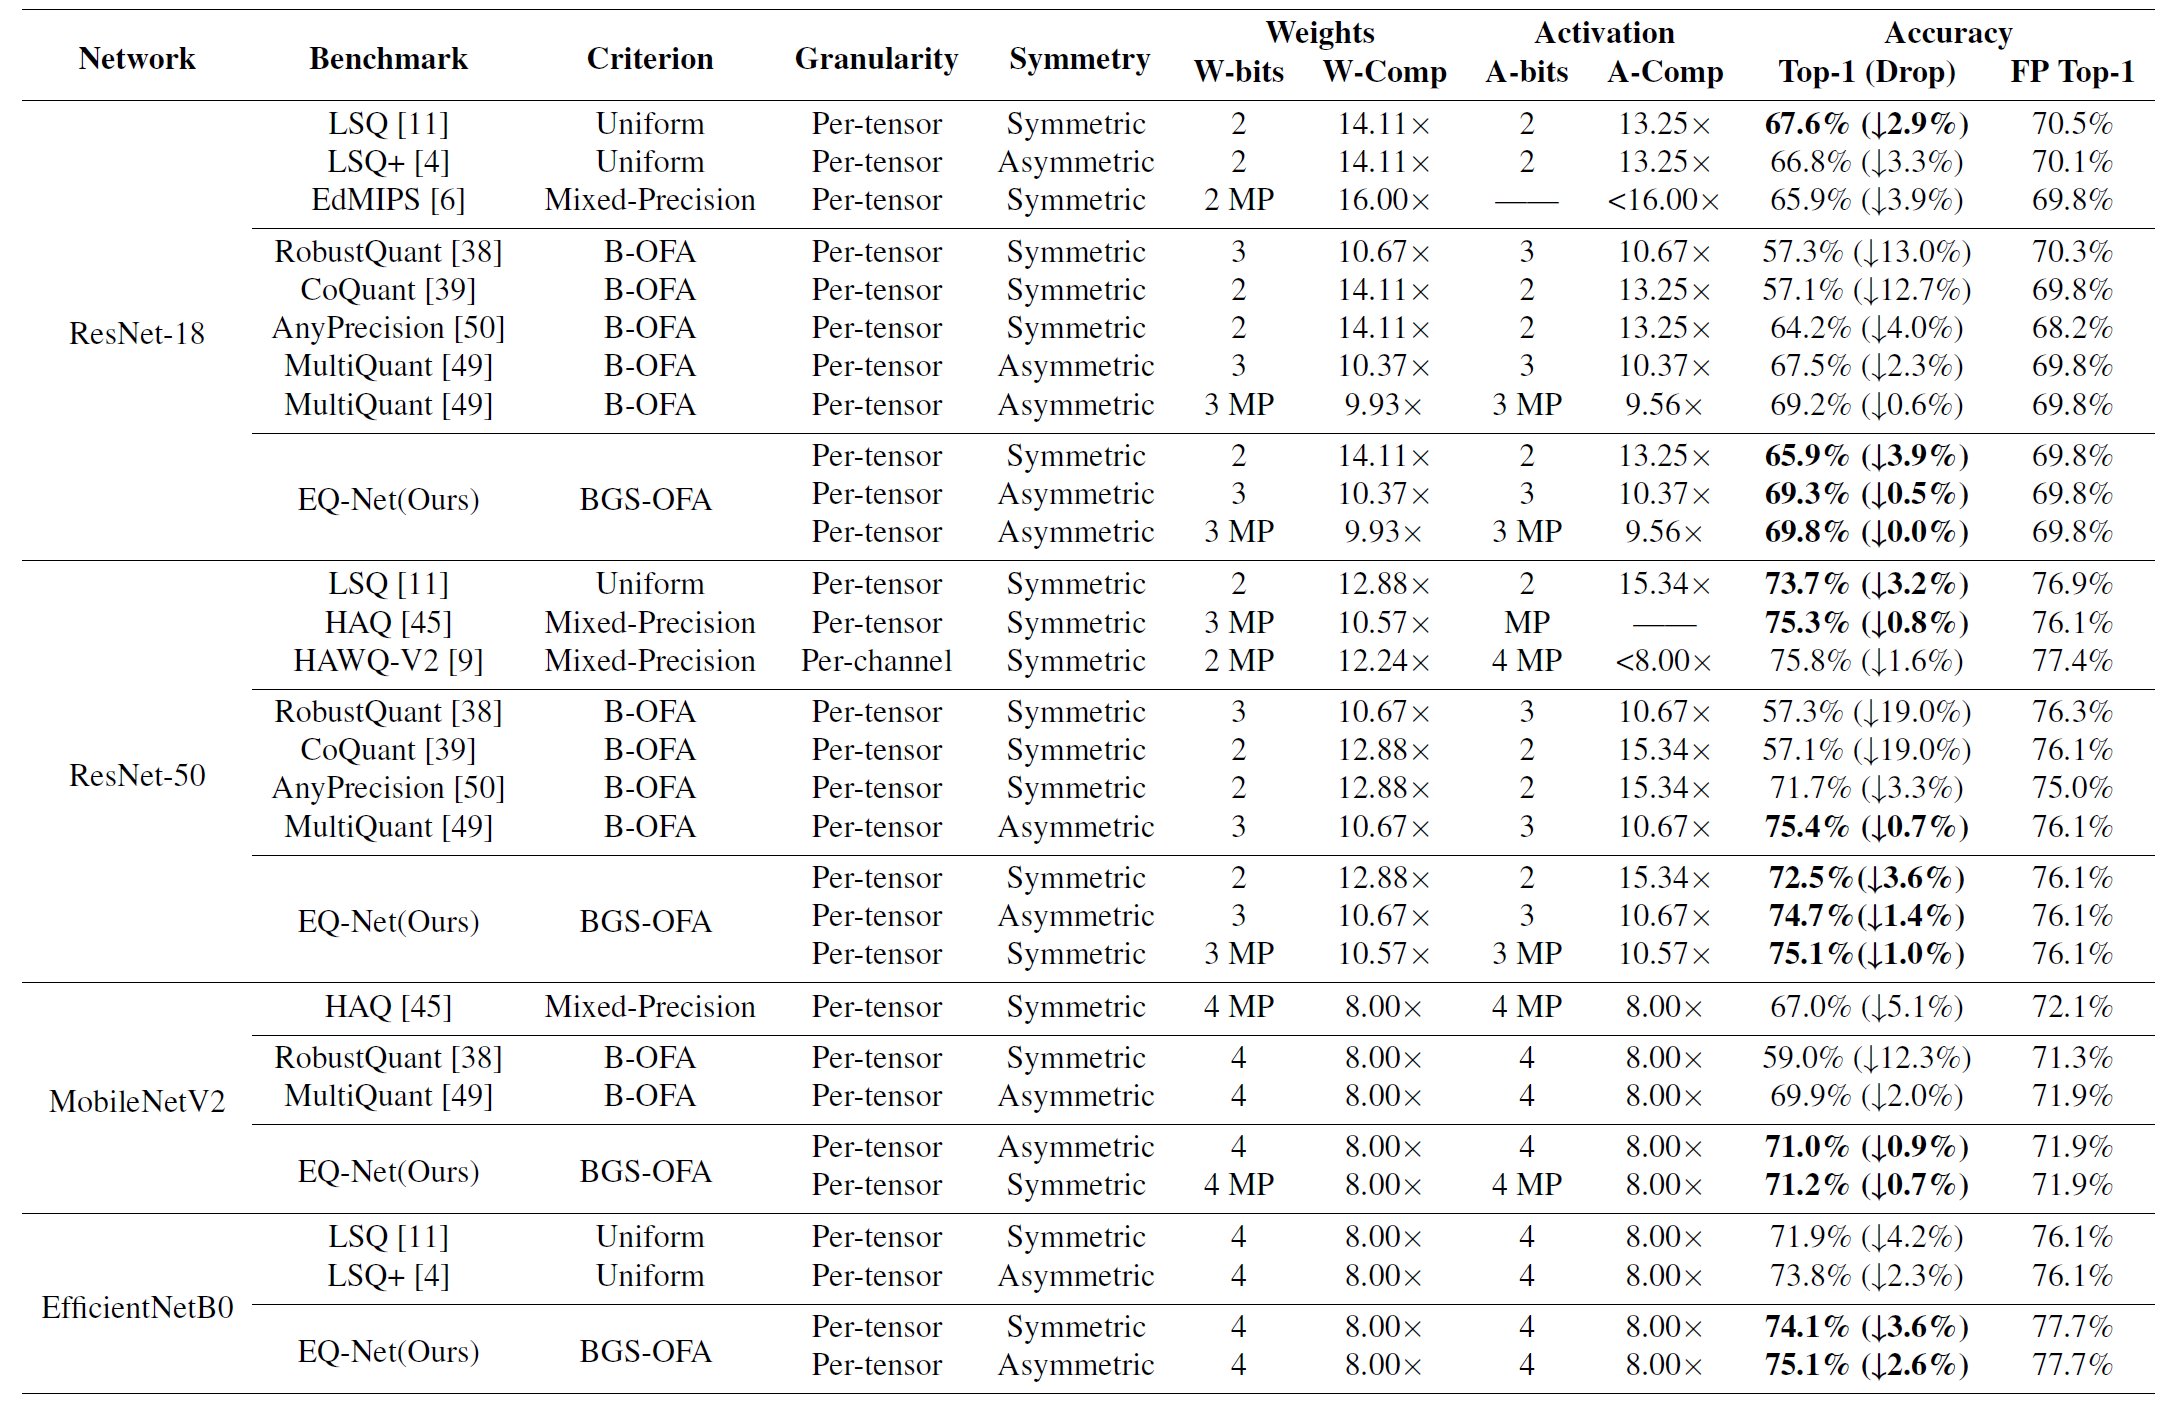 Network Benchmark Criterion Granularity Symmetry Weights Activation Accuracy
W-bits W-Comp A-bits A-Comp Top-1 (Drop) FP Top-1
LSQ [11] Uniform Per-tensor Symmetric 2 14.11× 2 13.25× 67.6% (↓2.9%) 70.5%
LSQ+ [4] Uniform Per-tensor Asymmetric 2 14.11× 2 13.25× 66.8% (↓3.3%) 70.1%
EdMIPS [6] Mixed-Precision Per-tensor Symmetric 2 MP 16.00× —— <16.00× 65.9% (↓3.9%) 69.8%
RobustQuant [38] B-OFA Per-tensor Symmetric 3 10.67× 3 10.67× 57.3% (↓13.0%) 70.3%
CoQuant [39] B-OFA Per-tensor Symmetric 2 14.11× 2 13.25× 57.1% (↓12.7%) 69.8%
ResNet-18 AnyPrecision [50] B-OFA Per-tensor Symmetric 2 14.11× 2 13.25× 64.2% (↓4.0%) 68.2%
MultiQuant [49] B-OFA Per-tensor Asymmetric 3 10.37× 3 10.37× 67.5% (↓2.3%) 69.8%
MultiQuant [49] B-OFA Per-tensor Asymmetric 3 MP 9.93× 3 MP 9.56× 69.2% (↓0.6%) 69.8%
Per-tensor Symmetric 2 14.11× 2 13.25× 65.9% (↓3.9%) 69.8%
EQ-Net(Ours) BGS-OFA Per-tensor Asymmetric 3 10.37× 3 10.37× 69.3% (↓0.5%) 69.8%
Per-tensor Asymmetric 3 MP 9.93× 3 MP 9.56× 69.8% (↓0.0%) 69.8%
LSQ [11] Uniform Per-tensor Symmetric 2 12.88× 2 15.34× 73.7% (↓3.2%) 76.9%
HAQ [45] Mixed-Precision Per-tensor Symmetric 3 MP 10.57× MP —— 75.3% (↓0.8%) 76.1%
HAWQ-V2 [9] Mixed-Precision Per-channel Symmetric 2 MP 12.24× 4 MP <8.00× 75.8% (↓1.6%) 77.4%
RobustQuant [38] B-OFA Per-tensor Symmetric 3 10.67× 3 10.67× 57.3% (↓19.0%) 76.3%
CoQuant [39] B-OFA Per-tensor Symmetric 2 12.88× 2 15.34× 57.1% (↓19.0%) 76.1%
ResNet-50 AnyPrecision [50] B-OFA Per-tensor Symmetric 2 12.88× 2 15.34× 71.7% (↓3.3%) 75.0%
MultiQuant [49] B-OFA Per-tensor Asymmetric 3 10.67× 3 10.67× 75.4% (↓0.7%) 76.1%
Per-tensor Symmetric 2 12.88× 2 15.34× 72.5%(↓3.6%) 76.1%
EQ-Net(Ours) BGS-OFA Per-tensor Asymmetric 3 10.67× 3 10.67× 74.7%(↓1.4%) 76.1%
Per-tensor Symmetric 3 MP 10.57× 3 MP 10.57× 75.1%(↓1.0%) 76.1%
HAQ [45] Mixed-Precision Per-tensor Symmetric 4 MP 8.00× 4 MP 8.00× 67.0% (↓5.1%) 72.1%
RobustQuant [38] B-OFA Per-tensor Symmetric 4 8.00× 4 8.00× 59.0% (↓12.3%) 71.3%
MobileNetV2 MultiQuant [49] B-OFA Per-tensor Asymmetric 4 8.00× 4 8.00× 69.9% (↓2.0%) 71.9%
EQ-Net(Ours) BGS-OFA Per-tensor Asymmetric 4 8.00× 4 8.00× 71.0% (↓0.9%) 71.9%
Per-tensor Symmetric 4 MP 8.00× 4 MP 8.00× 71.2% (↓0.7%) 71.9%
LSQ [11] Uniform Per-tensor Symmetric 4 8.00× 4 8.00× 71.9% (↓4.2%) 76.1%
LSQ+ [4] Uniform Per-tensor Asymmetric 4 8.00× 4 8.00× 73.8% (↓2.3%) 76.1%
EfficientNetB0 EQ-Net(Ours) BGS-OFA Per-tensor Symmetric 4 8.00× 4 8.00× 74.1% (↓3.6%) 77.7%
Per-tensor Asymmetric 4 8.00× 4 8.00× 75.1% (↓2.6%) 77.7%